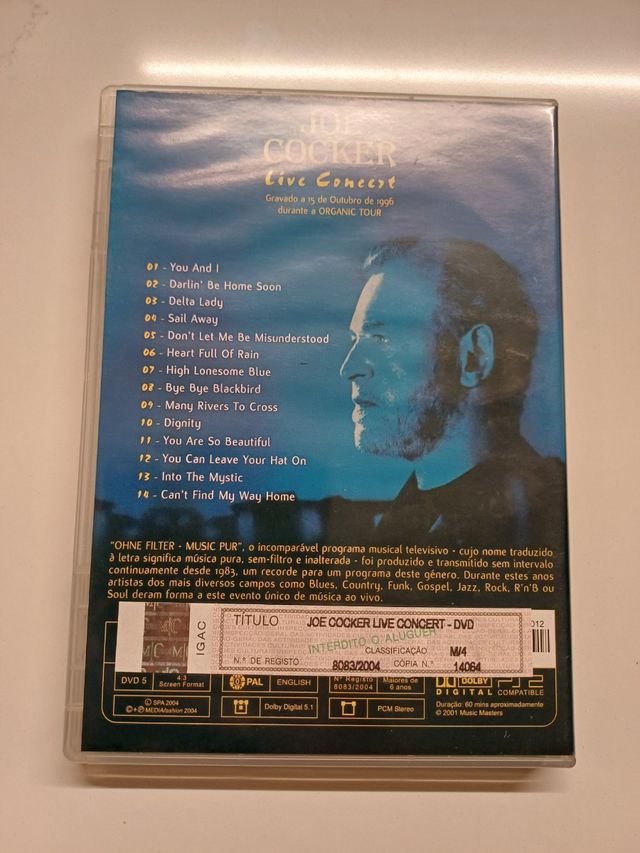 JOE
COCKER
Live Concert
Gravado a 15 de Outubro de 1996
durante a ORGANIC TOUR
01 - You And I
02 - Darlin' Be Home Soon
03 - Delta Lady
04 - Sail Away
05 - Don't Let Me Be Misunderstood
06 - Heart Full Of Rain
07 - High Lonesome Blue
08 - Bye Bye Blackbird
09 - Many Rivers To Cross
10 - Dignity
11 - You Are So Beautiful
12 - You Can Leave Your Hat On
13 - Into The Mystic
14 - Can't Find My Way Home
"OHNE FILTER - MUSIC PUR", o incomparável programa musical televisivo - cujo nome traduzido
à letra significa música pura, sem-filtro e inalterada - foi produzido e transmitido sem intervalo
continuamente desde 1983, um recorde para um programa deste género. Durante estes anos
artistas dos mais diversos campos como Blues, Country, Funk, Gospel, Jazz, Rock, R'n'B ou
Soul deram forma a este evento único de música ao vivo.
IGAC
TÍTULO JOE COCKER LIVE CONCERT - DVD
INTERDITO O ALUGUER
CLASSIFICAÇÃO M/4
N.º DE REGISTO 8083/2004 CÓPIA N.º 14064
012
DVD 5 4:3 Screen Format PAL ENGLISH Nº Registo 8083/2004 Maiores de 6 anos DOLBY DIGITAL PS2 COMPATIBLE
© SPA 2004
©+℗ MEDIAfashion 2004
Dolby Digital 5.1
PCM Stereo
Duração: 60 mins aproximadamente
© 2001 Music Masters